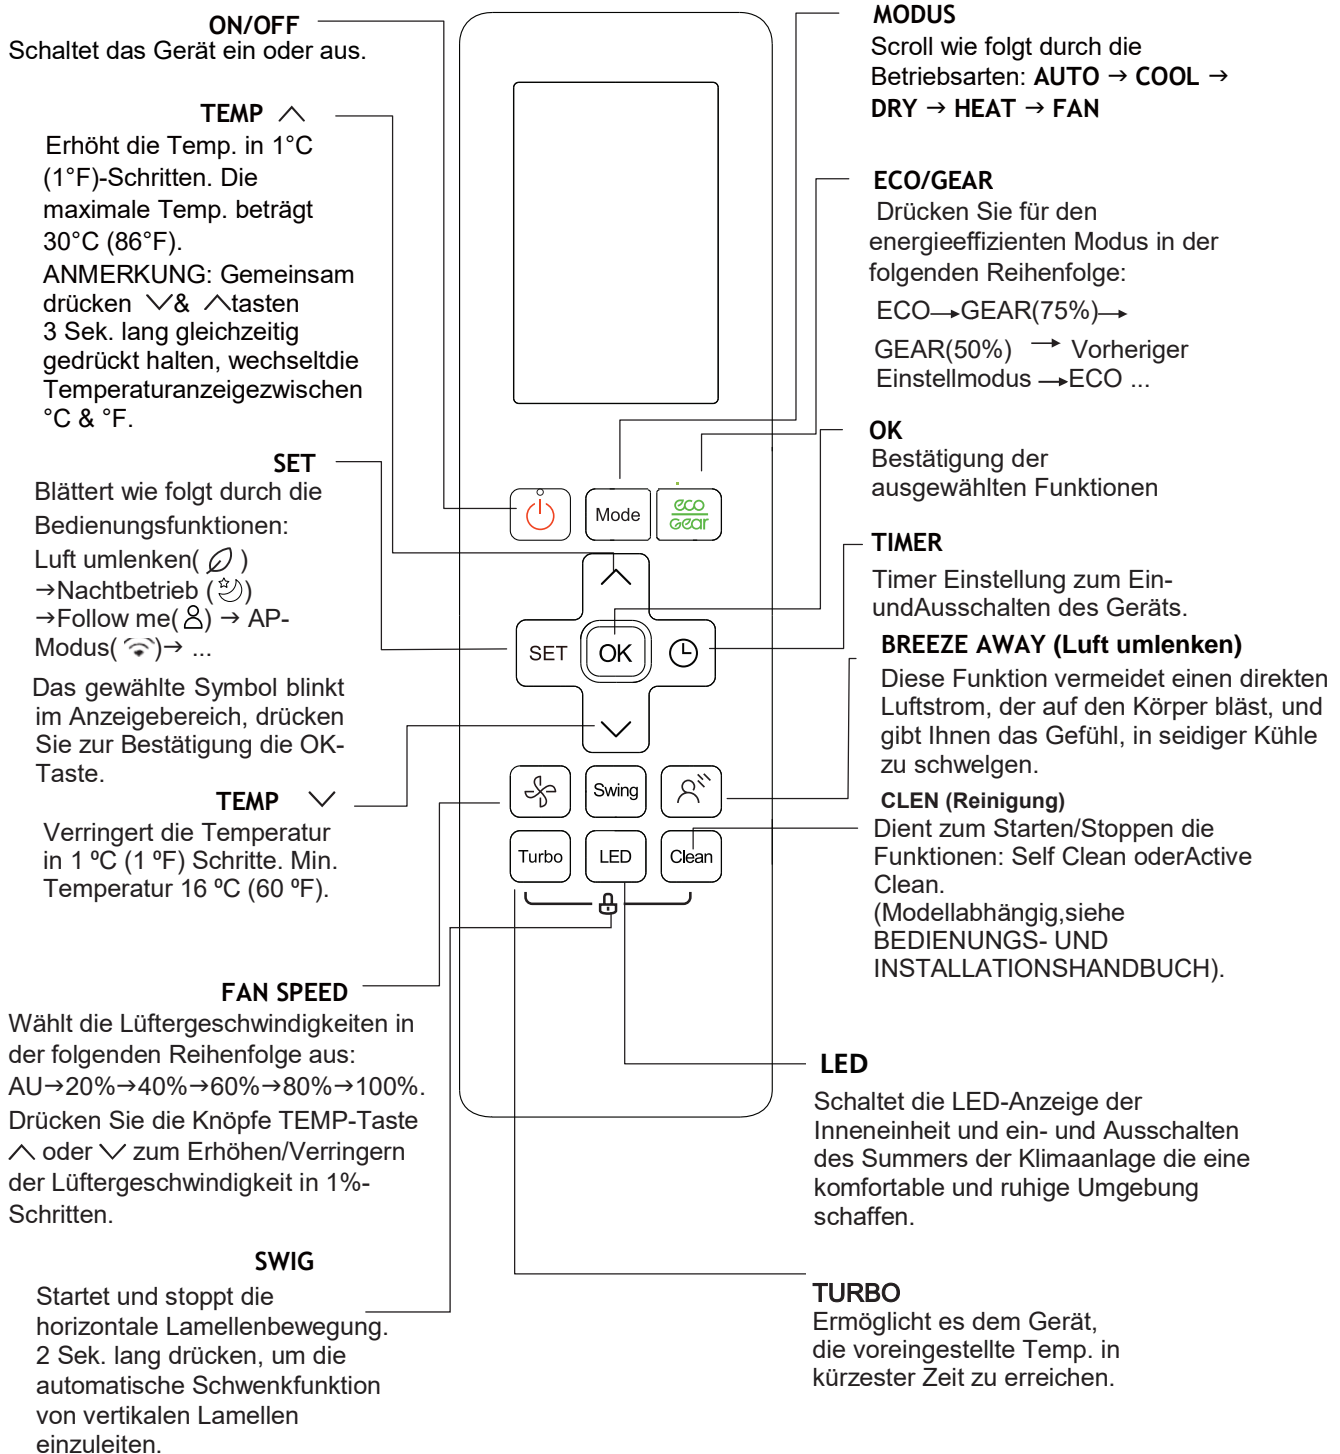 ON/OFF
Schaltet das Gerät ein oder aus.
TEMP
Erhöht die Temp. in 1°C
(1°F)-Schritten. Die
maximale Temp. beträgt
30°C (86°F).
ANMERKUNG: Gemeinsam
drücken & tasten
3 Sek. lang gleichzeitig
gedrückt halten, wechseltdie
Temperaturanzeigezwischen
°C & °F.
SET
Blättert wie folgt durch die
Bedienungsfunktionen:
Luft umlenken( )
→Nachtbetrieb ( )
→Follow me( ) → AP-
Modus( )→ ...
Das gewählte Symbol blinkt
im Anzeigebereich, drücken
Sie zur Bestätigung die OK-
Taste.
TEMP
Verringert die Temperatur
in 1 ºC (1 ºF) Schritte. Min.
Temperatur 16 ºC (60 ºF).
FAN SPEED
Wählt die Lüftergeschwindigkeiten in
der folgenden Reihenfolge aus:
AU→20%→40%→60%→80%→100%.
Drücken Sie die Knöpfe TEMP-Taste
oder zum Erhöhen/Verringern
der Lüftergeschwindigkeit in 1%-
Schritten.
SWIG
Startet und stoppt die
horizontale Lamellenbewegung.
2 Sek. lang drücken, um die
automatische Schwenkfunktion
von vertikalen Lamellen
einzuleiten.
Mode
eco
Gear
SET
OK
Swing
Turbo
LED
Clean
MODUS
Scroll wie folgt durch die
Betriebsarten: AUTO → COOL →
DRY → HEAT → FAN
ECO/GEAR
Drücken Sie für den
energieeffizienten Modus in der
folgenden Reihenfolge:
ECO→GEAR(75%)→
GEAR(50%) → Vorheriger
Einstellmodus →ECO ...
OK
Bestätigung der
ausgewählten Funktionen
TIMER
Timer Einstellung zum Ein-
undAusschalten des Geräts.
BREEZE AWAY (Luft umlenken)
Diese Funktion vermeidet einen direkten
Luftstrom, der auf den Körper bläst, und
gibt Ihnen das Gefühl, in seidiger Kühle
zu schwelgen.
CLEN (Reinigung)
Dient zum Starten/Stoppen die
Funktionen: Self Clean oderActive
Clean.
(Modellabhängig,siehe
BEDIENUNGS- UND
INSTALLATIONSHANDBUCH).
LED
Schaltet die LED-Anzeige der
Inneneinheit und ein- und Ausschalten
des Summers der Klimaanlage die eine
komfortable und ruhige Umgebung
schaffen.
TURBO
Ermöglicht es dem Gerät,
die voreingestellte Temp. in
kürzester Zeit zu erreichen.